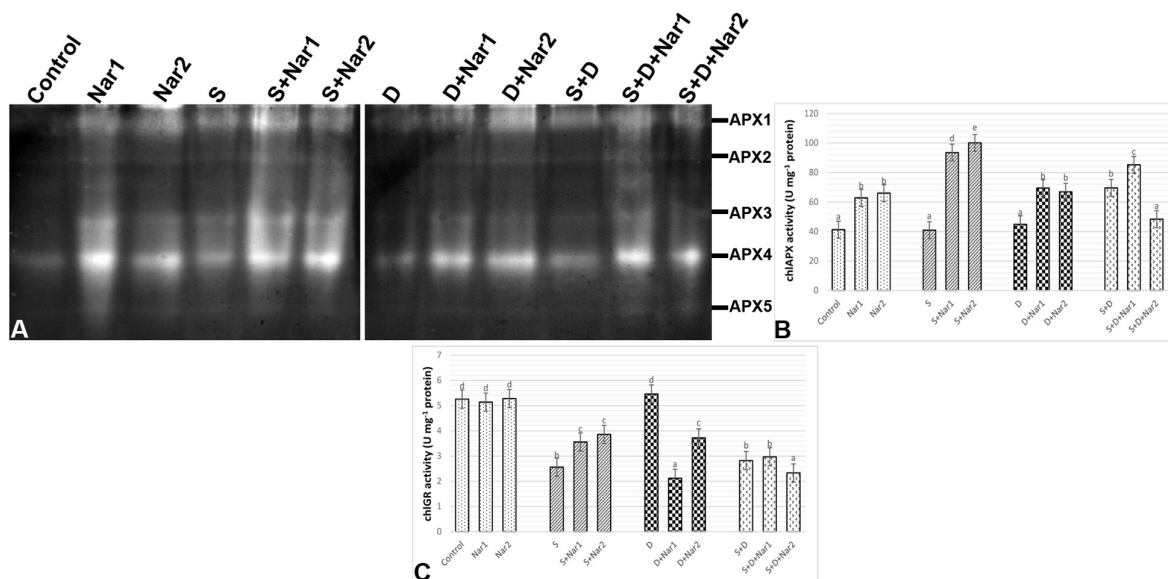 Control
Nar1
Nar2
S
S+Nar1
S+Nar2
D
D+Nar1
D+Nar2
S+D
S+D+Nar1
S+D+Nar2
APX1
APX2
APX3
APX4
APX5
A
chlAPX activity (U mg⁻¹ protein)
120
100
80
60
40
20
0
a
b
b
a
d
e
a
b
b
b
c
a
Control
Nar1
Nar2
S
S+Nar1
S+Nar2
D
D+Nar1
D+Nar2
S+D
S+D+Nar1
S+D+Nar2
B
chlGR activity (U mg⁻¹ protein)
7
6
5
4
3
2
1
0
d
d
d
b
c
c
d
a
c
b
b
a
Control
Nar1
Nar2
S
S+Nar1
S+Nar2
D
D+Nar1
D+Nar2
S+D
S+D+Nar1
S+D+Nar2
C